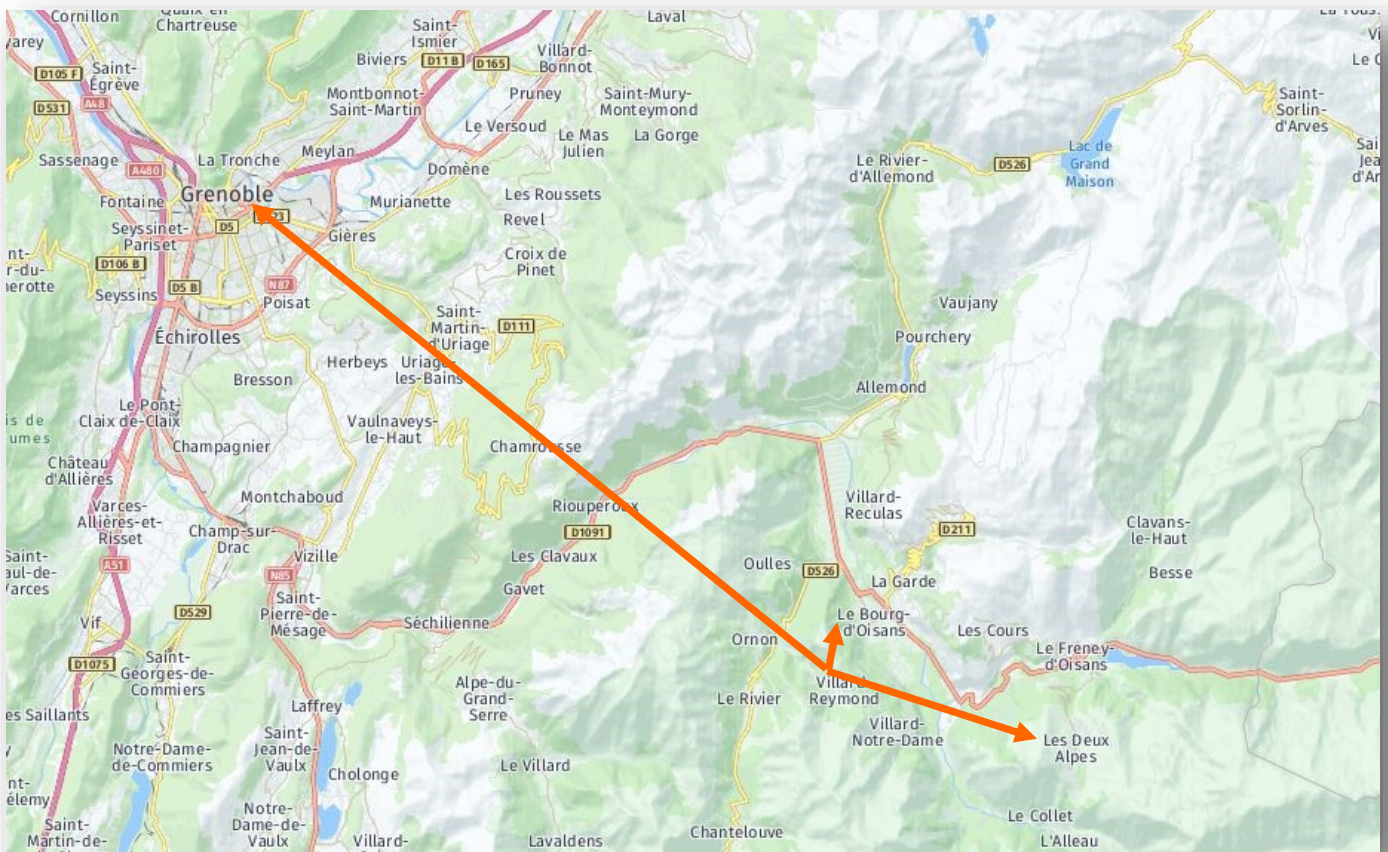 Cornillon
Chartreuse
Saint-
Ismier
Laval
Biviers
D11 B
D165
Villard-
Bonnot
D105 F
Saint-
Égrève
A48
D531
Montbonnot-
Saint-Martin
Pruney
Saint-Mury-
Monteymond
Saint-
Sorlin-
d'Arves
Le Versoud
Le Mas
Julien
La Gorge
Sassenage
La Tronche
Meylan
A480
Domène
Le Rivier-
d'Allemond
D526
Lac de
Grand
Maison
Grenoble
Fontaine
Murianette
Les Roussets
Revel
Seyssinet-
Pariset
D5
Gières
D106 B
Croix de
Pinet
Seyssins
D5 B
N87
Poisat
Vaujany
Échirolles
Saint-
Martin-
d'Uriage
D111
Pourchery
Herbeys
Uriage-
les-Bains
Bresson
Allemond
Le Pont-
de-Claix
Claix
Champagnier
Vaulnaveys-
le-Haut
Chamrousse
Château
d'Allières
Montchaboud
Riouperoux
Villard-
Reculas
Varces-
Allières-et-
Risset
Champ-sur-
Drac
D1091
D211
Clavans-
le-Haut
Vizille
Les Clavaux
A51
Oulles
D526
Besse
N85
Gavet
La Garde
D529
Saint-
Pierre-de-
Mésage
Séchilienne
Le Bourg-
d'Oisans
Vif
Ornon
Les Cours
Le Freney-
d'Oisans
D1075
Saint-
Georges-de-
Commiers
Alpe-du-
Grand-
Serre
Le Rivier
Villard-
Reymond
Laffrey
Villard-
Notre-Dame
Les Deux
Alpes
Saint-
Jean-de-
Vaulx
Notre-Dame-
de-Commiers
Cholonge
Le Villard
Notre-
Dame-de-
Vaulx
Le Collet
Saint-
Martin-de-
Villard-
Lavaldens
Chantelouve
L'Alleau